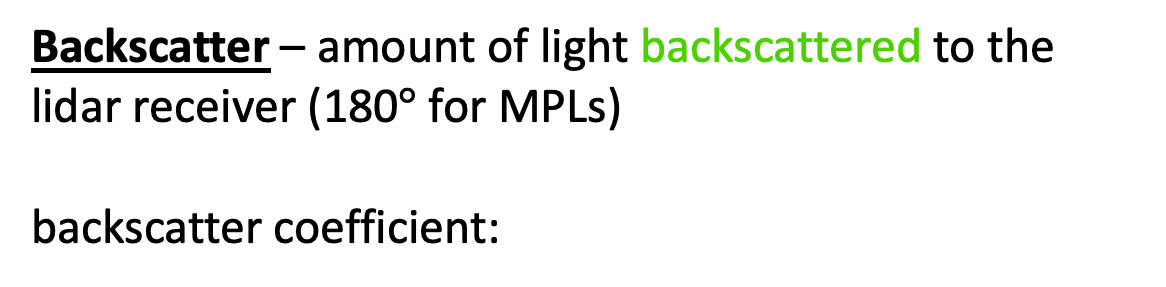 Backscatter – amount of light backscattered to the
lidar receiver (180° for MPLs)
backscatter coefficient: